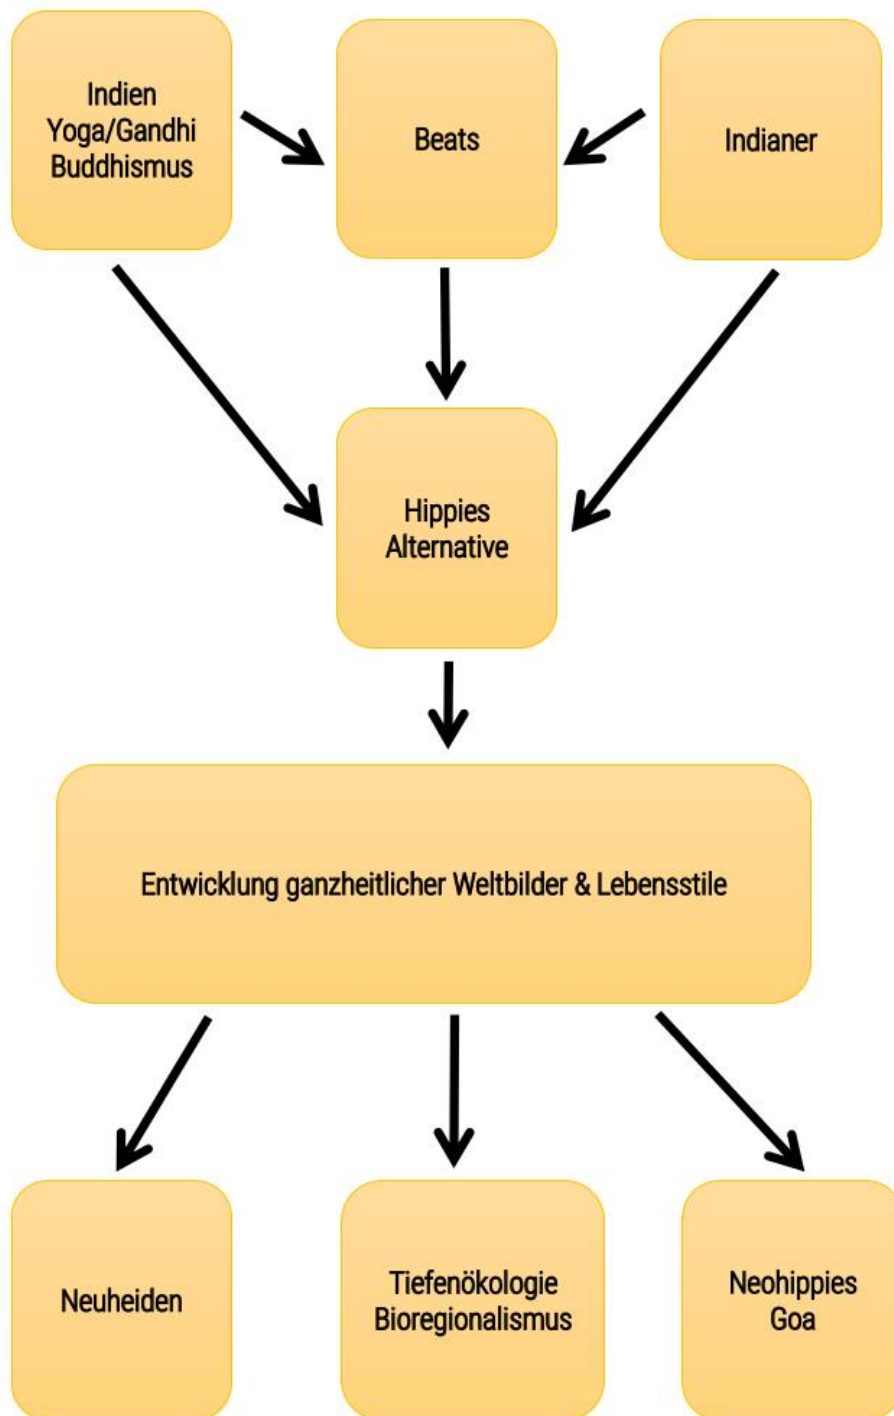 Indien
Yoga/Gandhi
Buddhismus
Beats
Indianer
Hippies
Alternative
Entwicklung ganzheitlicher Weltbilder & Lebensstile
Neuheiden
Tiefenökologie
Bioregionalismus
Neohippies
Goa